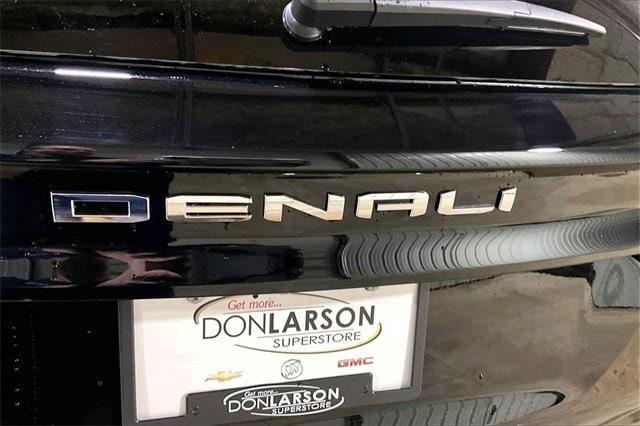 DENALI
Get more...
DONLARSON
SUPERSTORE
GMC
Get more...
DONLARSON
SUPERSTORE